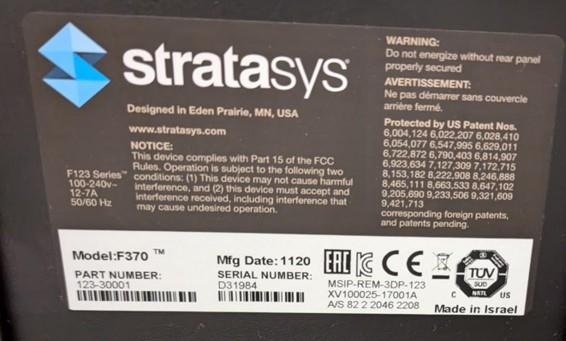 stratasys
Designed in Eden Prairie, MN, USA
www.stratasys.com
NOTICE:
This device complies with Part 15 of the FCC
Rules. Operation is subject to the following two
conditions: (1) This device may not cause harmful
interference, and (2) this device must accept and
interference received, including interference that
may cause undesired operation.
F123 Series™
100-240v~
12-7A
50/60 Hz
WARNING:
Do not energize without rear panel
properly secured
AVERTISSEMENT:
Ne pas démarrer sans couvercle
arrière fermé.
Protected by US Patent Nos.
6,004,124 6,022,207 6,028,410
6,054,077 6,547,995 6,629,011
6,722,872 6,790,403 6,814,907
6,923,634 7,127,309 7,172,715
8,153,182 8,222,908 8,246,888
8,465,111 8,663,533 8,647,102
9,205,690 9,233,506 9,321,609
9,421,713
corresponding foreign patents,
and patents pending.
Model:F370 ™
PART NUMBER:
123-30001
Mfg Date: 1120
SERIAL NUMBER:
D31984
EAC CE
MSIP-REM-3DP-123
XV100025-17001A
A/S 82 2 2046 2208
TÜV
SÜD
C NRTL US
Made in Israel